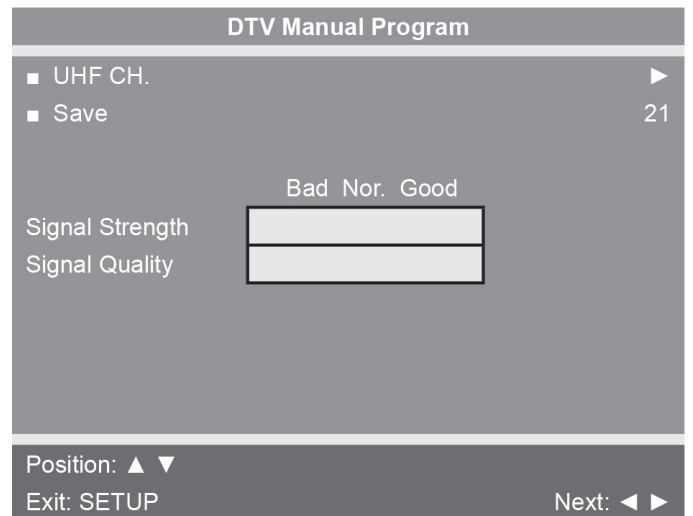 DTV Manual Program
■ UHF CH. ►
■ Save 21
Bad Nor. Good
Signal Strength
Signal Quality
Position: ▲ ▼
Exit: SETUP Next: ◄ ►